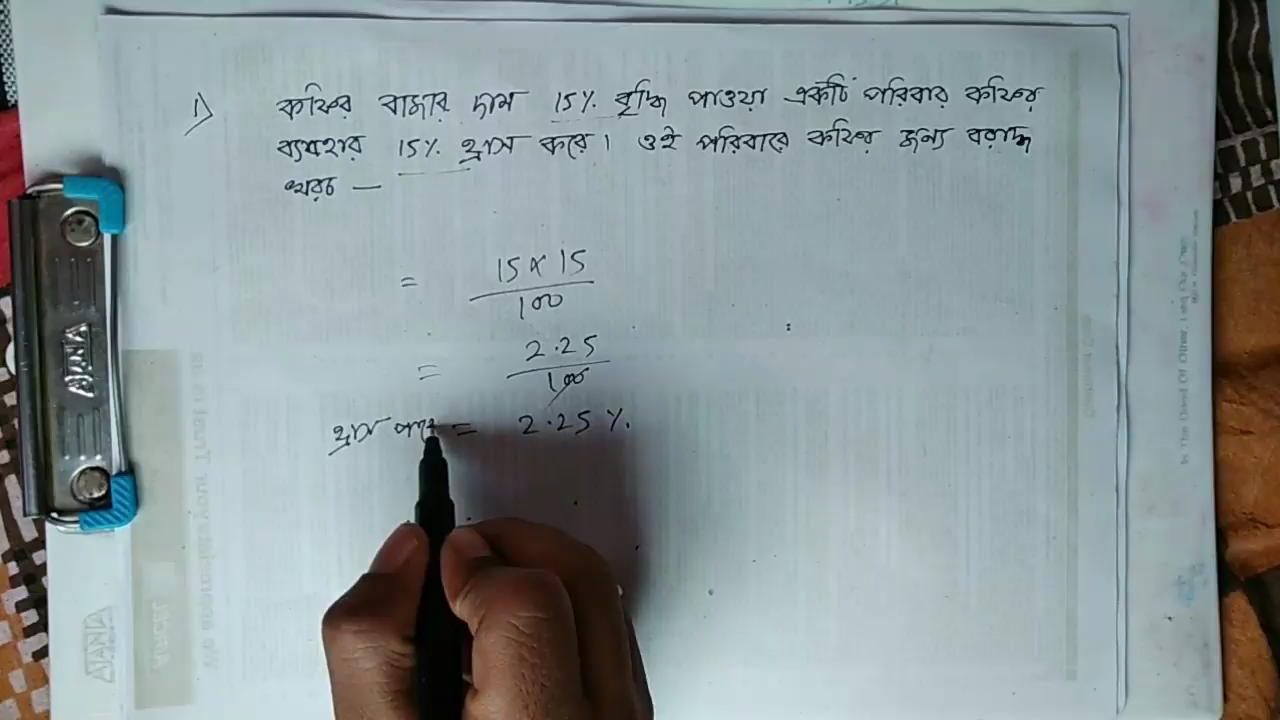 1) কফির বাজার দাম 15% বৃদ্ধি পাওয়া একটি পরিবার কফির
ব্যবহার 15% হ্রাস করে। ওই পরিবারে কফির জন্য বরাদ্দ
খরচ —
= 15 × 15
100
= 2.25
100
হ্রাস = 2.25 %.
AJANTA